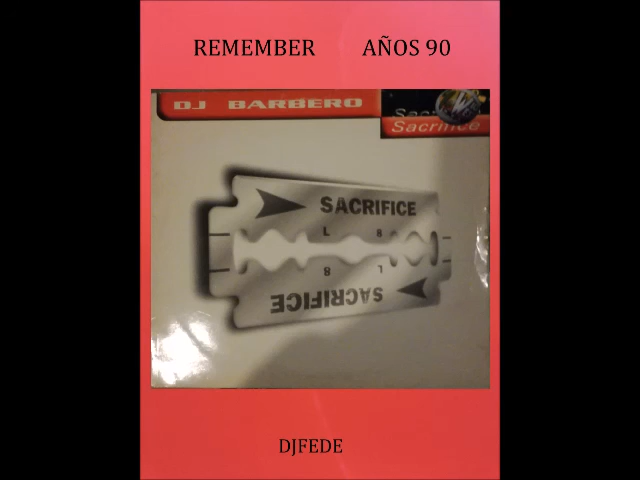 REMEMBER AÑOS 90
DJ BARBERO
Sacrifice
SACRIFICE
L 8
L 8
SACRIFICE
DJFEDE